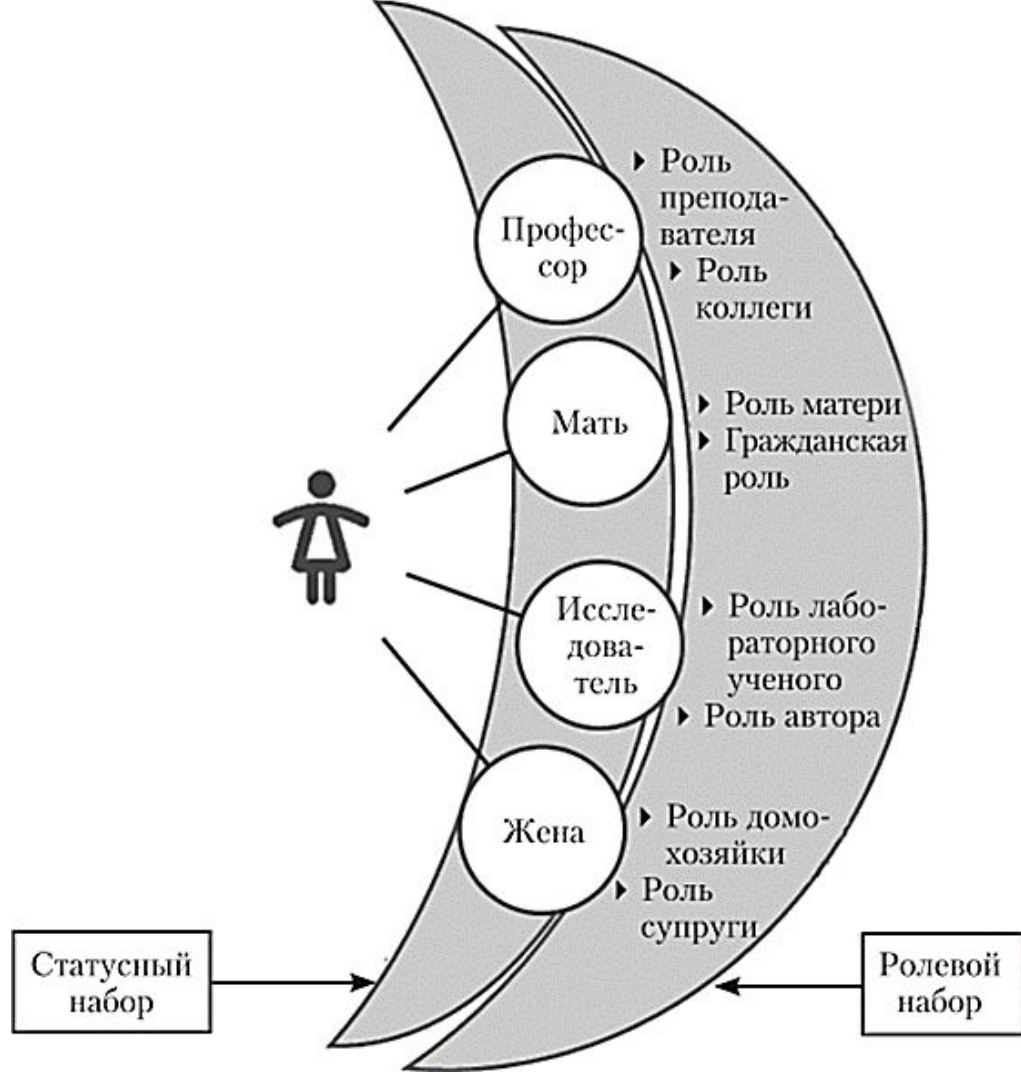 Профес-
сор
▸ Роль
препода-
вателя
▸ Роль
коллеги
Мать
▸ Роль матери
▸ Гражданская
роль
Иссле-
дова-
тель
▸ Роль лабо-
раторного
ученого
▸ Роль автора
Жена
▸ Роль домо-
хозяйки
▸ Роль
супруги
Статусный
набор
Ролевой
набор